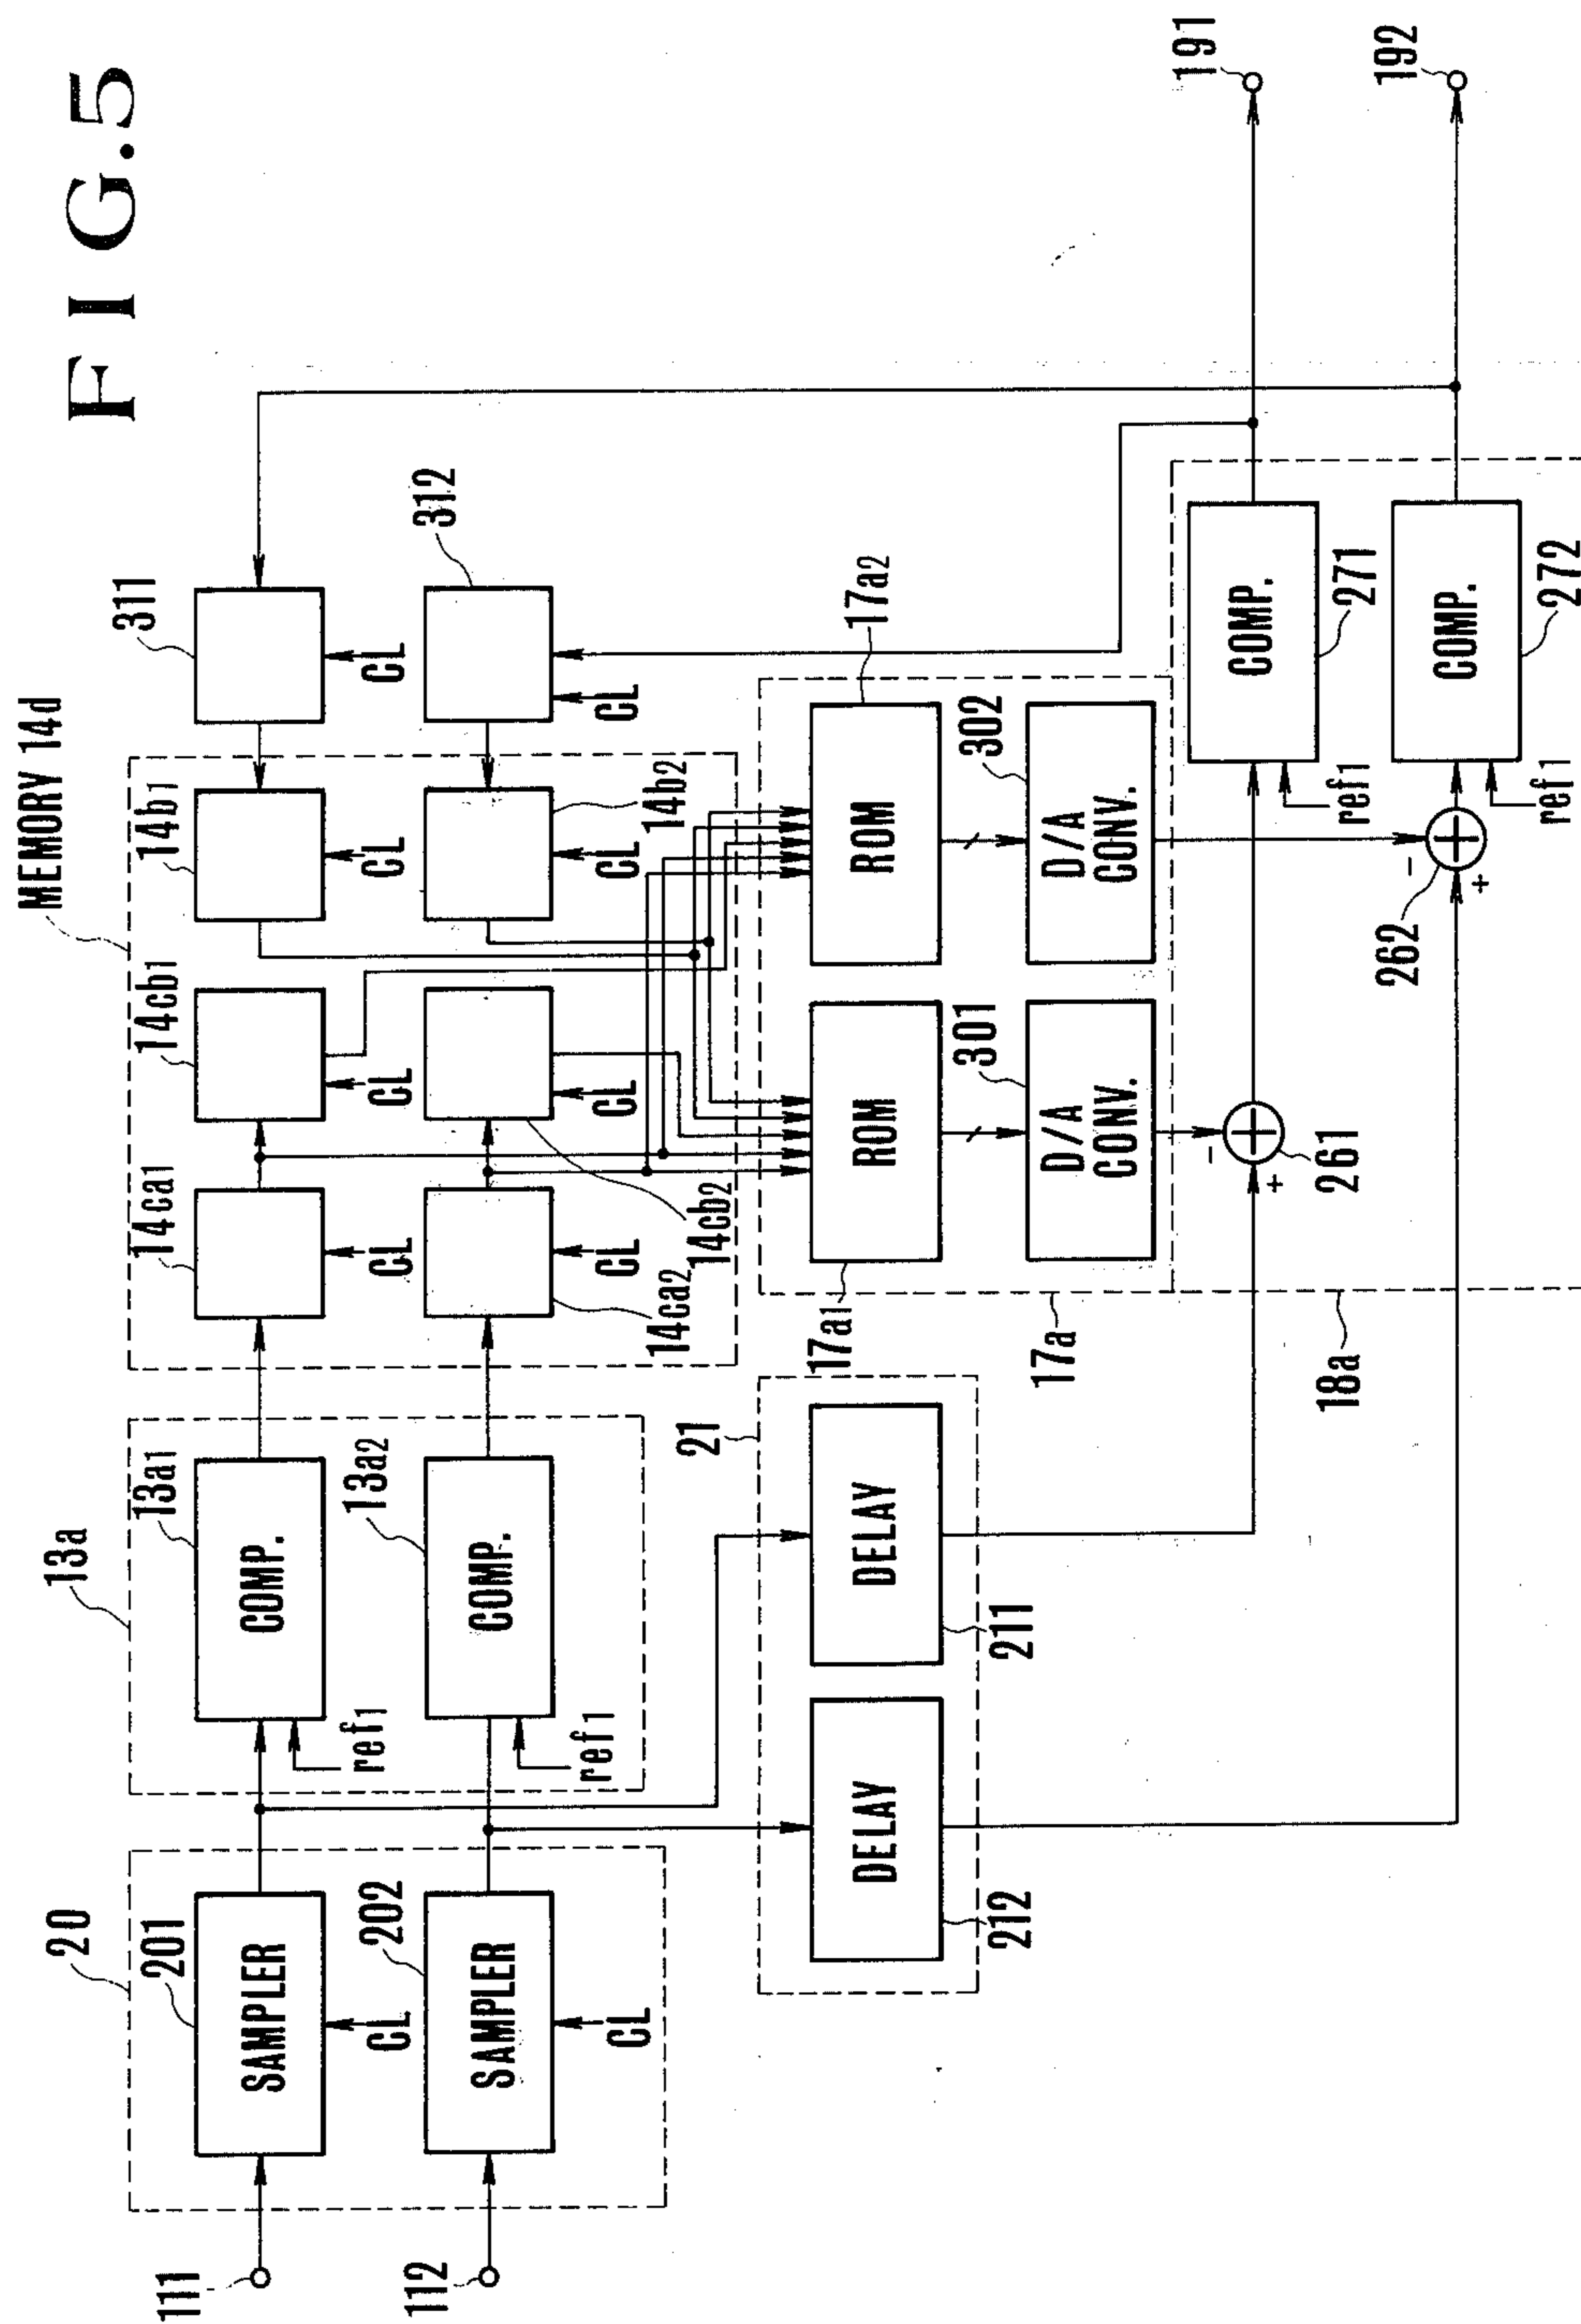 FIG.5
MEMORY 14d
20
201
SAMPLER
CL
202
SAMPLER
CL
111
112
13a
13a1
COMP.
ref1
13a2
COMP.
ref1
14ca1
CL
14cb1
CL
14b1
CL
311
CL
14ca2
CL
14cb2
CL
14b2
CL
312
CL
21
DELAY
212
DELAY
211
17a1
ROM
17a2
ROM
301
D/A
CONV.
302
D/A
CONV.
17a
18a
-
+
261
-
+
262
COMP.
271
ref1
COMP.
272
ref1
191
192